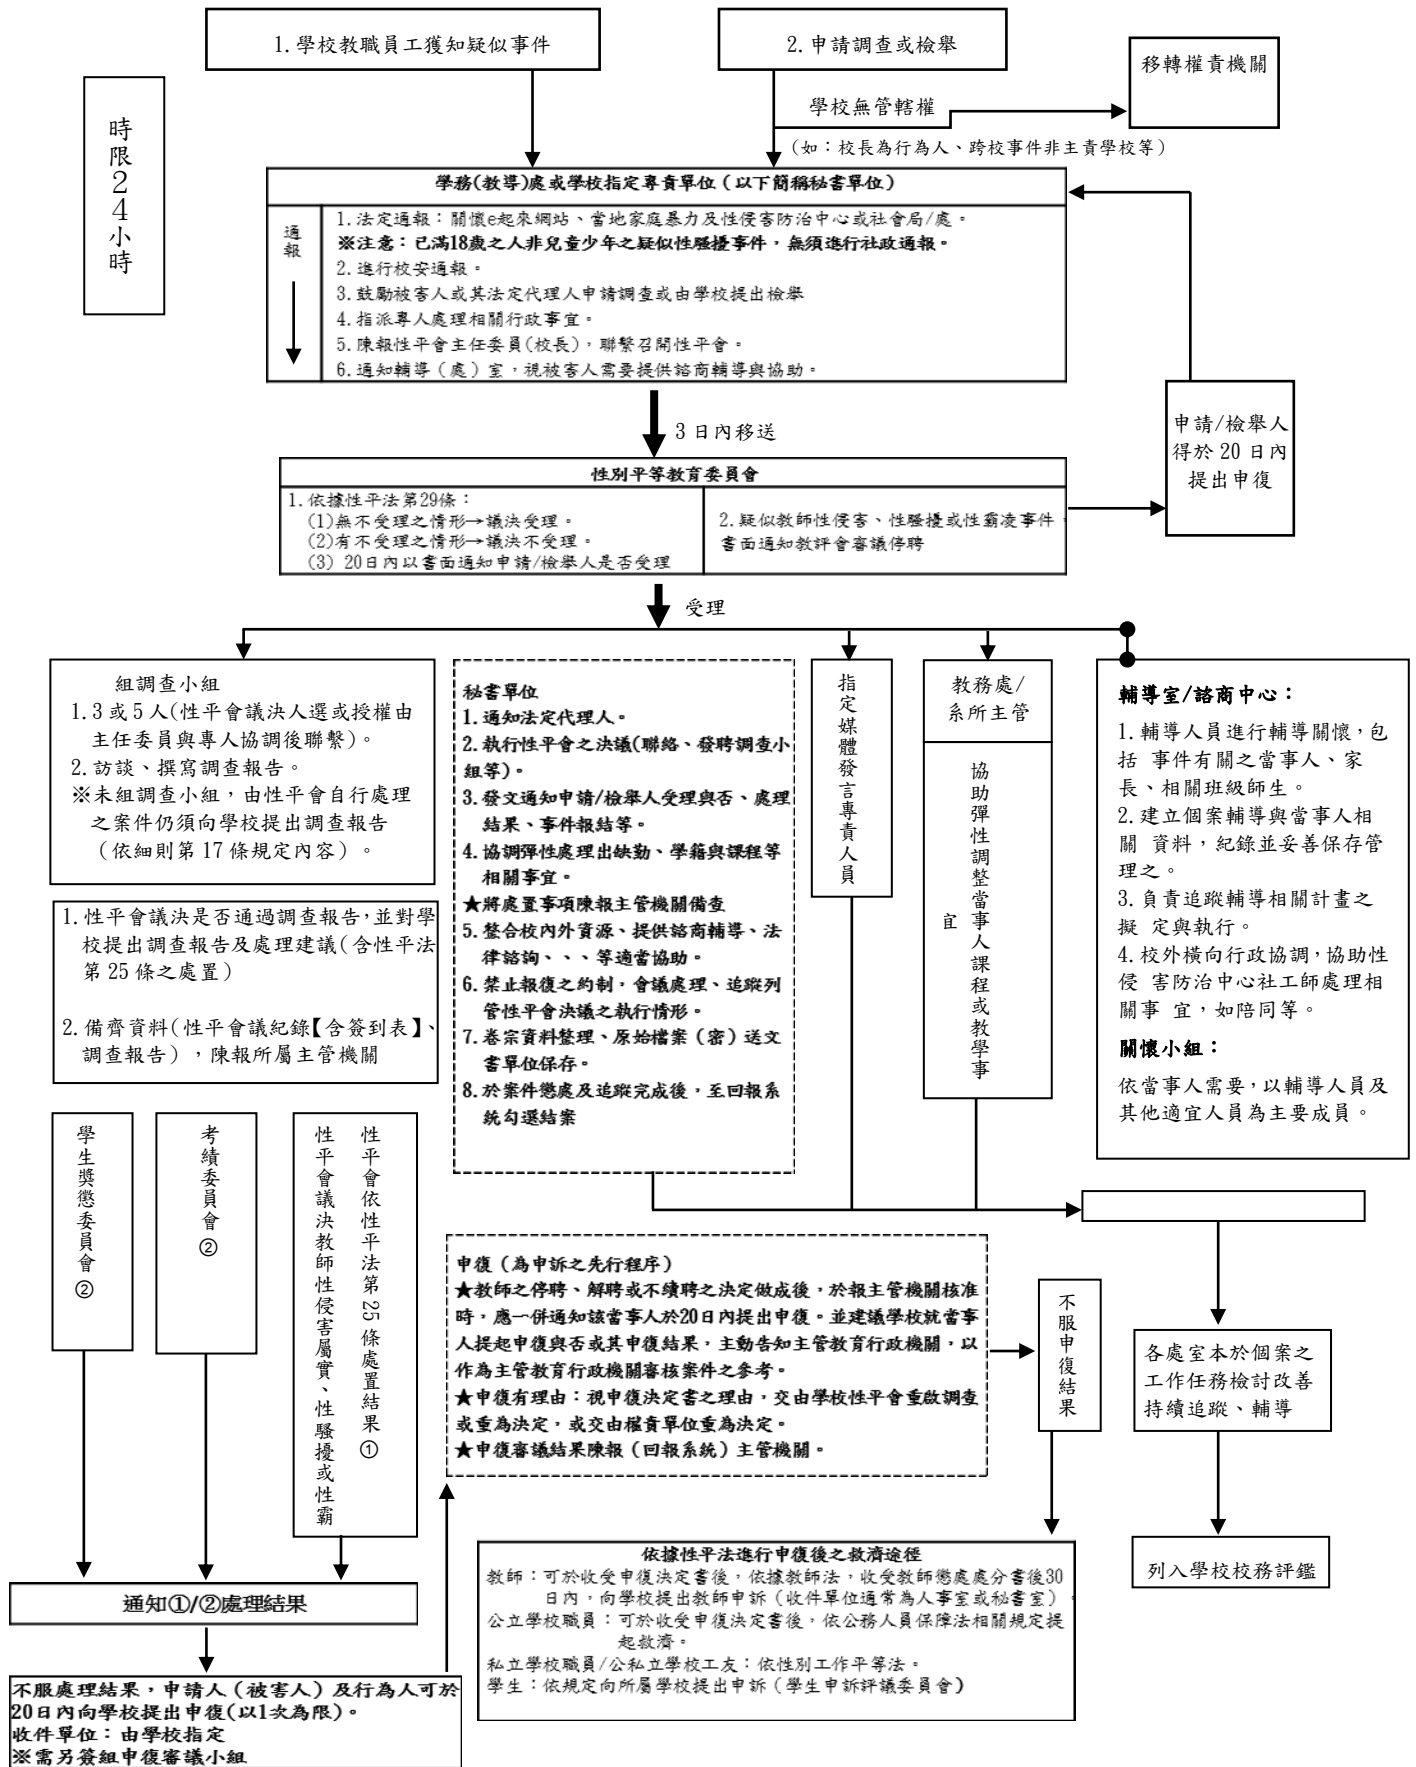 1.學校教職員工獲知疑似事件
2.申請調查或檢舉
移轉權責機關
學校無管轄權
(如：校長為行為人、跨校事件非主責學校等)
時限24小時
學務(教導)處或學校指定專責單位（以下簡稱秘書單位）
通報
1.法定通報：關懷e起來網站、當地家庭暴力及性侵害防治中心或社會局/處。
※注意：已滿18歲之人非兒童少年之疑似性騷擾事件，無須進行社政通報。
2.進行校安通報。
3.鼓勵被害人或其法定代理人申請調查或由學校提出檢舉
4.指派專人處理相關行政事宜。
5.陳報性平會主任委員(校長)，聯繫召開性平會。
6.通知輔導（處）室，視被害人需要提供諮商輔導與協助。
3日內移送
申請/檢舉人
得於20日內
提出申復
性別平等教育委員會
1.依據性平法第29條：
(1)無不受理之情形→議決受理。
(2)有不受理之情形→議決不受理。
(3) 20日內以書面通知申請/檢舉人是否受理
2.疑似教師性侵害、性騷擾或性霸凌事件，
書面通知教評會審議停聘
受理
組調查小組
1.3或5人(性平會議決人選或授權由
主任委員與專人協調後聯繫)。
2.訪談、撰寫調查報告。
※未組調查小組，由性平會自行處理
之案件仍須向學校提出調查報告
（依細則第17條規定內容）。
1.性平會議決是否通過調查報告，並對學
校提出調查報告及處理建議(含性平法
第25條之處置)
2.備齊資料(性平會議紀錄【含簽到表】、
調查報告)，陳報所屬主管機關
秘書單位
1.通知法定代理人。
2.執行性平會之決議(聯絡、發聘調查小
組等)。
3.發文通知申請/檢舉人受理與否、處理
結果、事件報結等。
4.協調彈性處理出缺勤、學籍與課程等
相關事宜。
★將處置事項陳報主管機關備查
5.整合校內外資源、提供諮商輔導、法
律諮詢、、、等適當協助。
6.禁止報復之約制，會議處理、追蹤列
管性平會決議之執行情形。
7.卷宗資料整理、原始檔案（密）送文
書單位保存。
8.於案件懲處及追蹤完成後，至回報系
統勾選結案
指定媒體發言專責人員
教務處/
系所主管
協助彈性調整當事人課程或教學事
宜
輔導室/諮商中心：
1.輔導人員進行輔導關懷，包
括 事件有關之當事人、家
長、相關班級師生。
2.建立個案輔導與當事人相
關 資料，紀錄並妥善保存管
理之。
3.負責追蹤輔導相關計畫之
擬 定與執行。
4.校外橫向行政協調，協助性
侵 害防治中心社工師處理相
關事 宜，如陪同等。
關懷小組：
依當事人需要，以輔導人員及
其他適宜人員為主要成員。
學生獎懲委員會②
考績委員會②
性平會依性平法第25條處置結果①
性平會議決教師性侵害屬實、性騷擾或性霸
申復（為申訴之先行程序）
★教師之停聘、解聘或不續聘之決定做成後，於報主管機關核准
時，應一併通知該當事人於20日內提出申復。並建議學校就當事
人提起申復與否或其申復結果，主動告知主管教育行政機關，以
作為主管教育行政機關審核案件之參考。
★申復有理由：視申復決定書之理由，交由學校性平會重啟調查
或重為決定，或交由權責單位重為決定。
★申復審議結果陳報（回報系統）主管機關。
不服申復結果
各處室本於個案之
工作任務檢討改善
持續追蹤、輔導
列入學校校務評鑑
依據性平法進行申復後之救濟途徑
教師：可於收受申復決定書後，依據教師法，收受教師懲處處分書後30
日內，向學校提出教師申訴（收件單位通常為人事室或秘書室）。
公立學校職員：可於收受申復決定書後，依公務人員保障法相關規定提
起救濟。
私立學校職員/公私立學校工友：依性別工作平等法。
學生：依規定向所屬學校提出申訴（學生申訴評議委員會）
通知①/②處理結果
不服處理結果，申請人（被害人）及行為人可於
20日內向學校提出申復(以1次為限)。
收件單位：由學校指定
※需另簽組申復審議小組